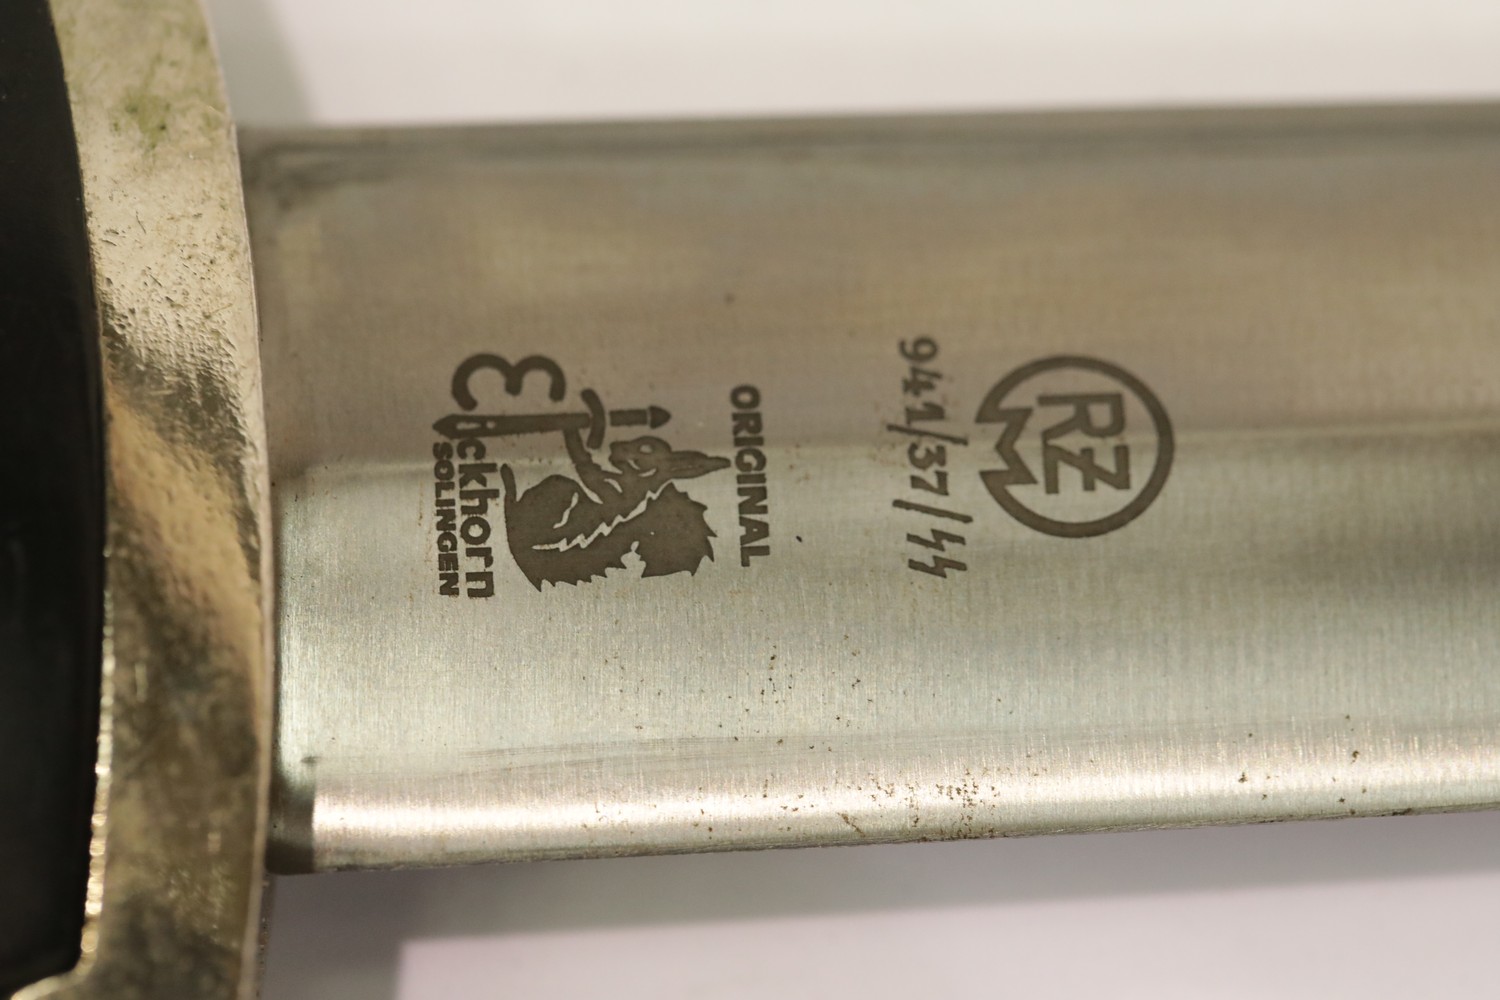 RZM
941/37/ᛋᛋ
ORIGINAL
Eickhorn
SOLINGEN